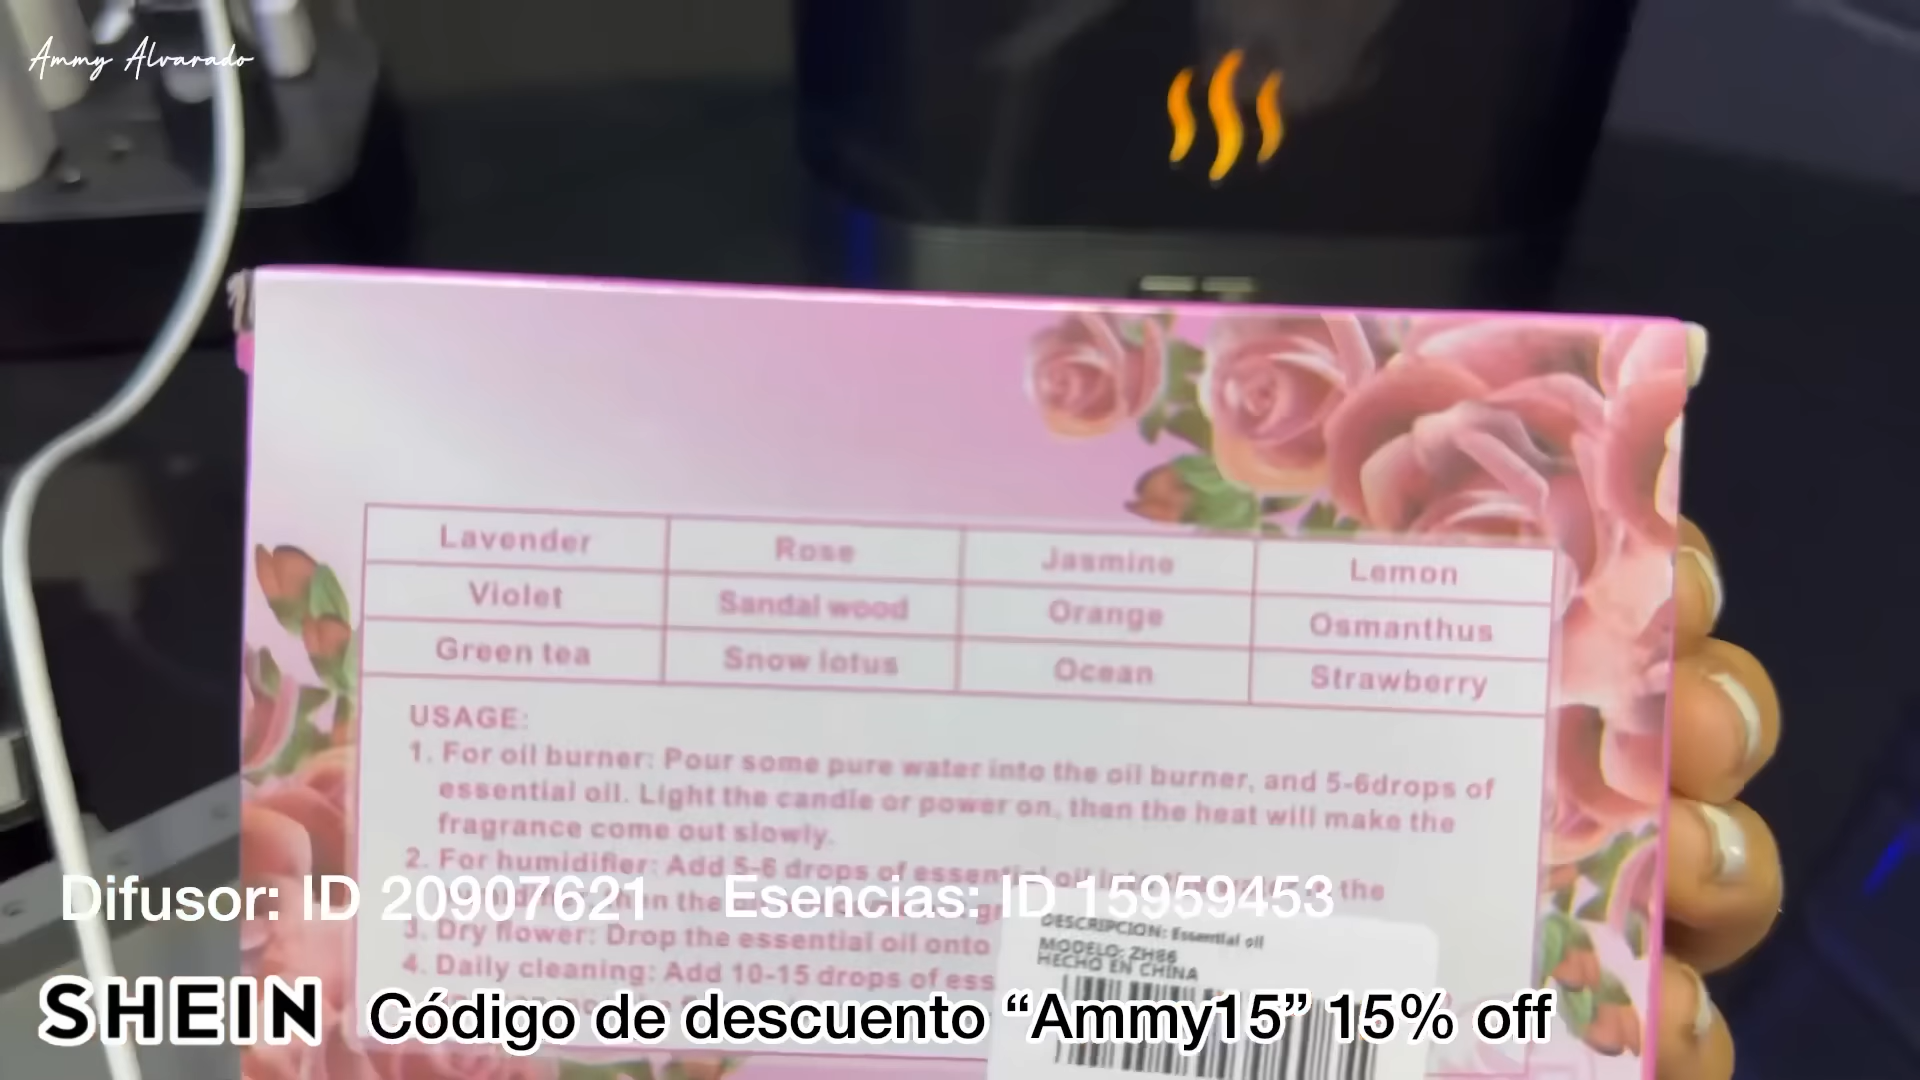 Ammy Alvarado
Lavender Rose Jasmine Lemon
Violet Sandal wood Orange Osmanthus
Green tea Snow lotus Ocean Strawberry
USAGE:
1. For oil burner: Pour some pure water into the oil burner, and 5-6drops of
essential oil. Light the candle or power on, then the heat will make the
fragrance come out slowly.
2. For humidifier: Add 5-6 drops of essential oil the
Difusor: ID 20907621 Esencias: ID 15959453
3. Dry flower: Drop the essential oil onto
4. Daily cleaning: Add 10-15 drops of ess
DESCRIPCION: Essential oil
MODELO: ZH86
HECHO EN CHINA
SHEIN Código de descuento “Ammy15” 15% off